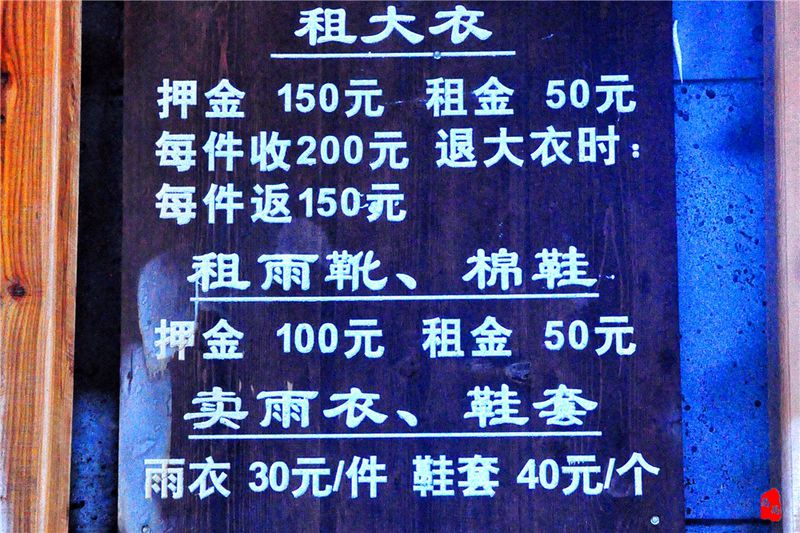 租大衣
押金 150元 租金 50元
每件收200元 退大衣时：
每件返150元
租雨靴、棉鞋
押金 100元 租金 50元
卖雨衣、鞋套
雨衣 30元/件 鞋套 40元/个